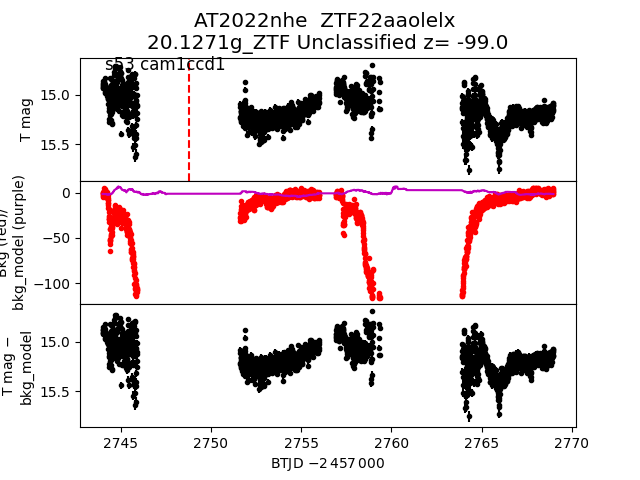 AT2022nhe  ZTF22aaolelx
20.1271g_ZTF Unclassified z= -99.0
s53 cam1ccd1
T mag
15.0
15.5
Bkg (red)/
bkg_model (purple)
0
−50
−100
T mag −
bkg_model
15.0
15.5
2745 2750 2755 2760 2765 2770
BTJD −2 457 000